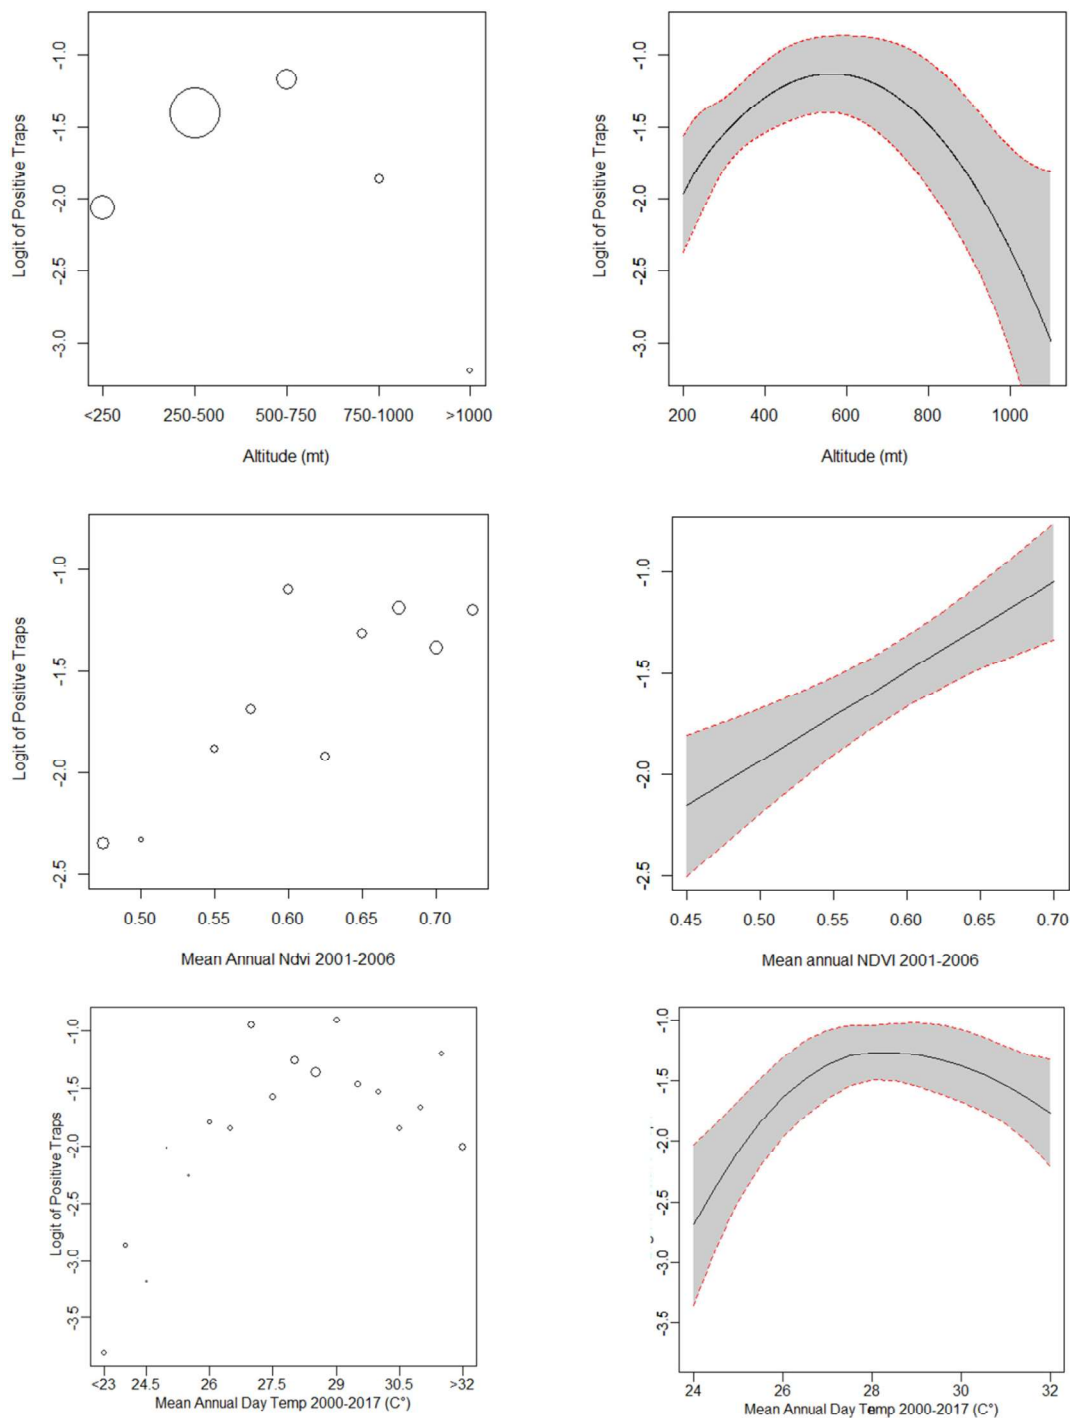 Logit of Positive Traps
-1.0
-1.5
-2.0
-2.5
-3.0
<250 250-500 500-750 750-1000 >1000
Altitude (mt)
Logit of Positive Traps
-1.0
-1.5
-2.0
-2.5
-3.0
200 400 600 800 1000
Altitude (mt)
Logit of Positive Traps
-1.0
-1.5
-2.0
-2.5
0.50 0.55 0.60 0.65 0.70
Mean Annual Ndvi 2001-2006
-1.0
-1.5
-2.0
-2.5
0.45 0.50 0.55 0.60 0.65 0.70
Mean annual NDVI 2001-2006
Logit of Positive Traps
-1.0
-1.5
-2.0
-2.5
-3.0
-3.5
<23 24.5 26 27.5 29 30.5 >32
Mean Annual Day Temp 2000-2017 (C°)
-1.0
-1.5
-2.0
-2.5
-3.0
-3.5
24 26 28 30 32
Mean Annual Day Temp 2000-2017 (C°)